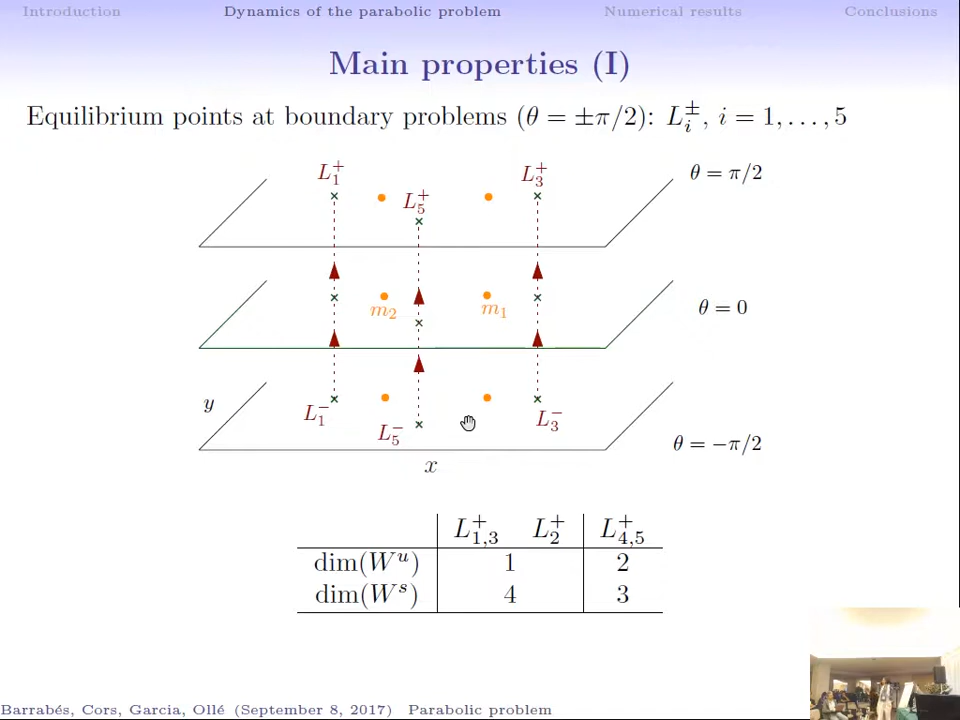 Introduction Dynamics of the parabolic problem Numerical results Conclusions
Main properties (I)
Equilibrium points at boundary problems (θ = ±π/2): L_i^±, i = 1, . . . , 5
L_1^+ L_5^+ L_3^+ θ = π/2
m_2 m_1 θ = 0
y L_1^- L_5^- L_3^- θ = −π/2
x
L_{1,3}^+ L_2^+ L_{4,5}^+
dim(W^u) 1 2
dim(W^s) 4 3
Barrabés, Cors, Garcia, Ollé (September 8, 2017) Parabolic problem